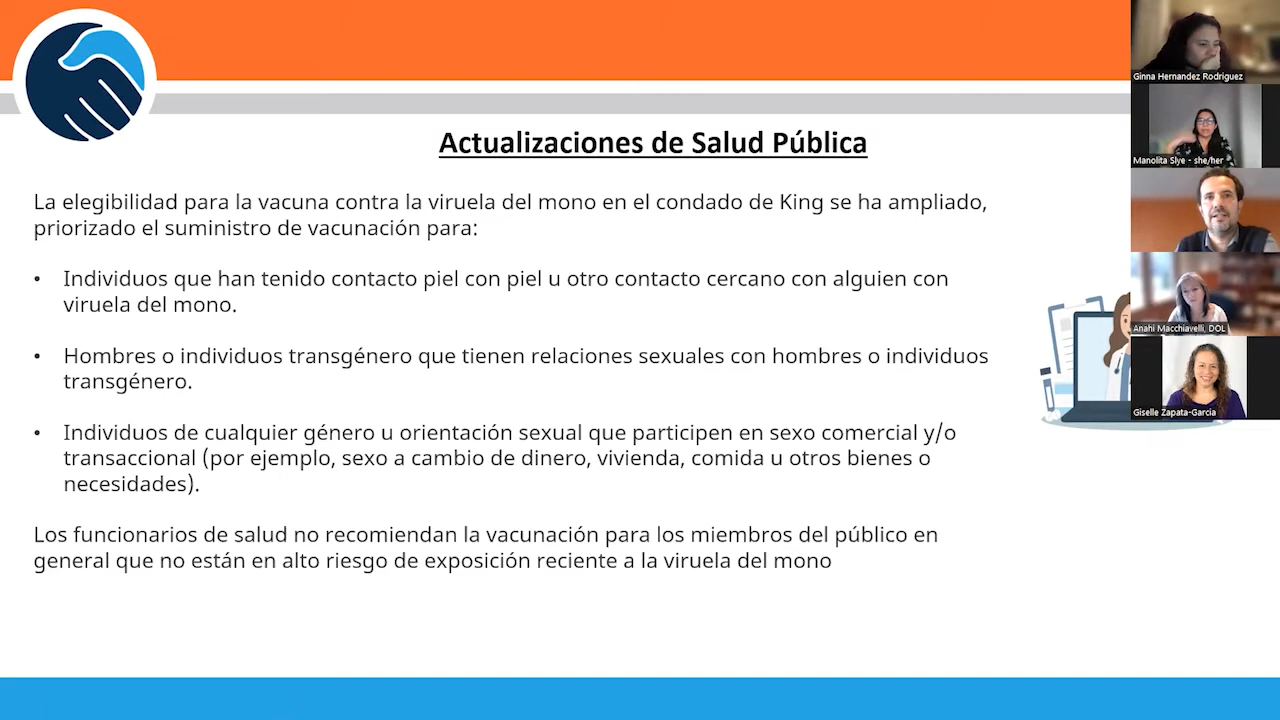 Actualizaciones de Salud Pública
La elegibilidad para la vacuna contra la viruela del mono en el condado de King se ha ampliado,
priorizado el suministro de vacunación para:
• Individuos que han tenido contacto piel con piel u otro contacto cercano con alguien con
viruela del mono.
• Hombres o individuos transgénero que tienen relaciones sexuales con hombres o individuos
transgénero.
• Individuos de cualquier género u orientación sexual que participen en sexo comercial y/o
transaccional (por ejemplo, sexo a cambio de dinero, vivienda, comida u otros bienes o
necesidades).
Los funcionarios de salud no recomiendan la vacunación para los miembros del público en
general que no están en alto riesgo de exposición reciente a la viruela del mono
Ginna Hernandez Rodriguez
Manolita Slye - she/her
Anahi Macchiavelli, DOL
Giselle Zapata-Garcia